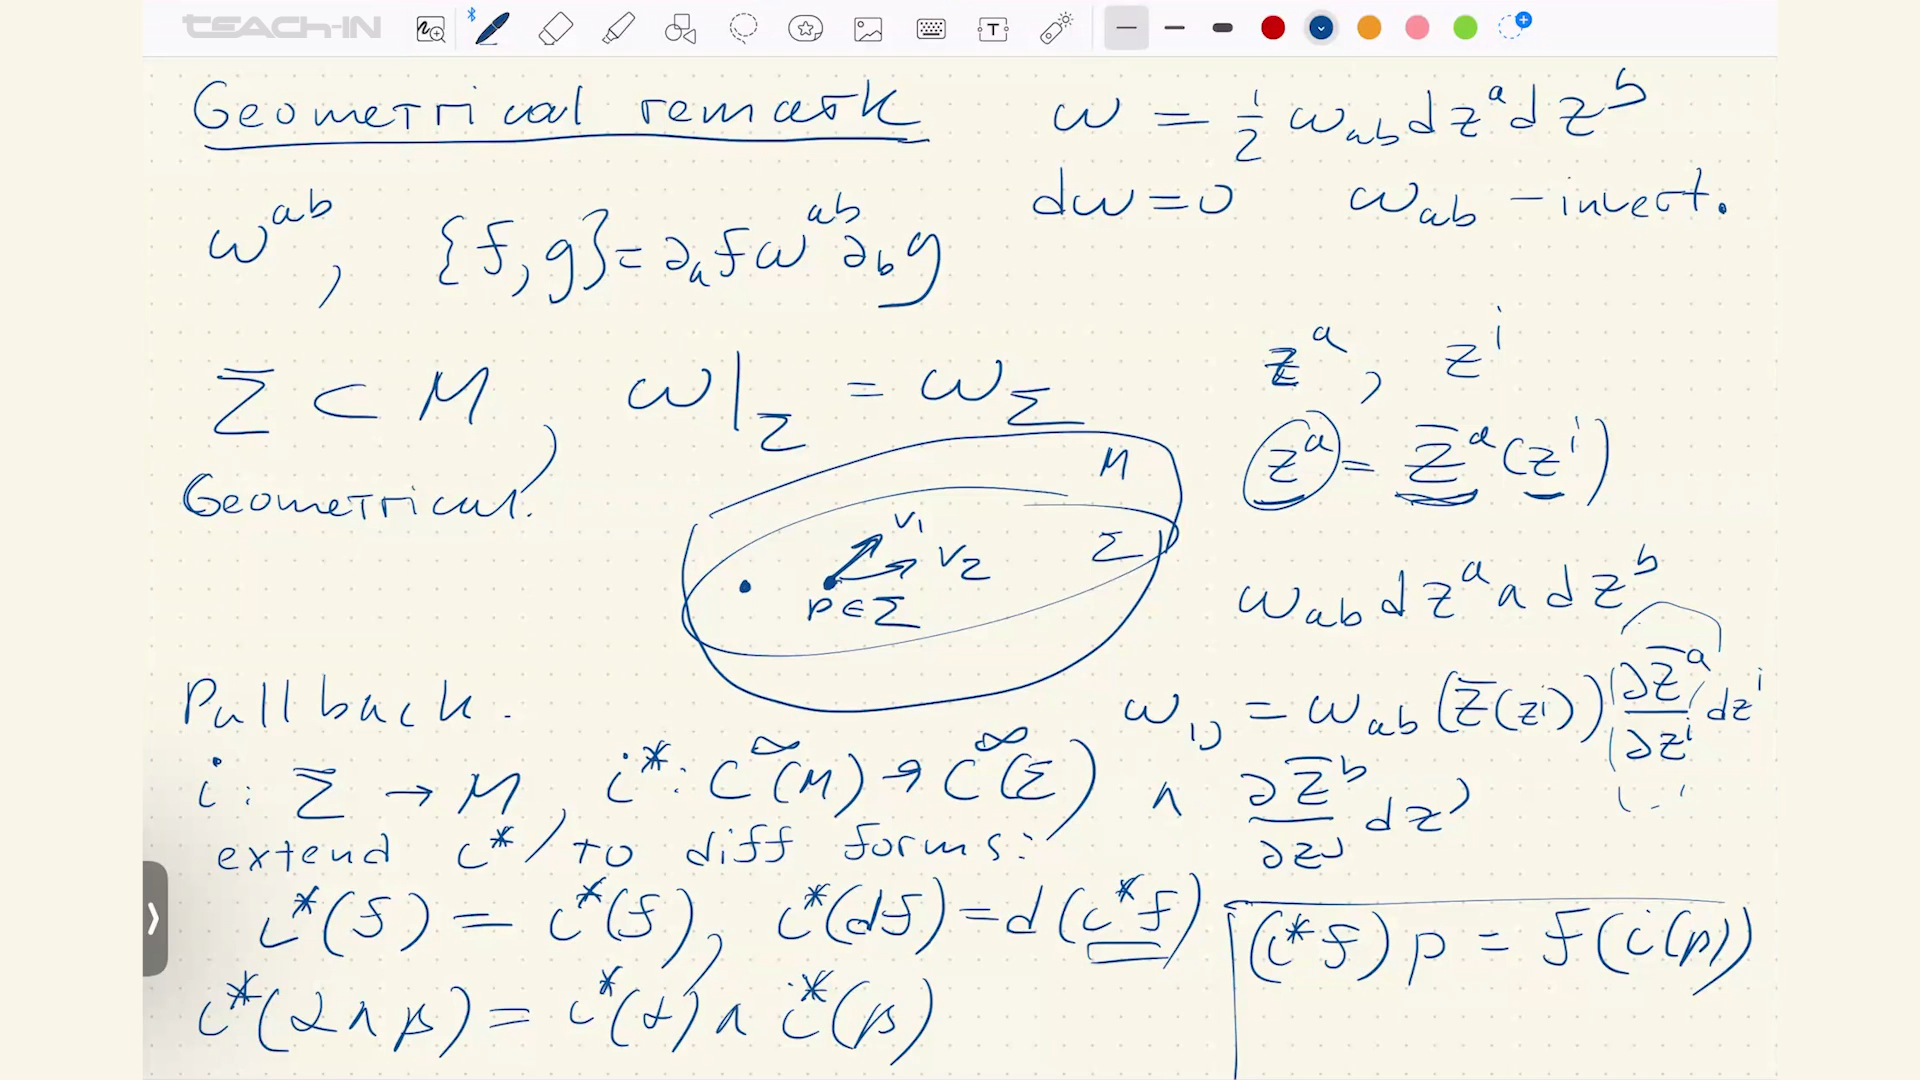 TEACH-IN
Geometrical remark
ω = 1/2 ω_ab dz^a dz^b
dω = 0   ω_ab – invert.
ω^ab, {f, g} = ∂_a f ω^ab ∂_b g
Σ ⊂ M, ω|_Σ = ω_Σ
z^a, z^i
z^a = Z̄^a(z^i)
Geometrical.
M
Σ
V_1
V_2
p ∈ Σ
ω_ab dz^a ∧ dz^b
Pullback.
ω_ij = ω_ab (Z̄(z^i)) ∂Z̄^a/∂z^i dz^i
∧ ∂Z̄^b/∂z^j dz^j
i: Σ → M, i*: C^∞(M) → C^∞(Σ)
extend i* to diff forms:
i*(f) = i*(f), i*(df) = d(i*f)
i*(α ∧ β) = i*(α) ∧ i*(β)
(i*f)p = f(i(p))